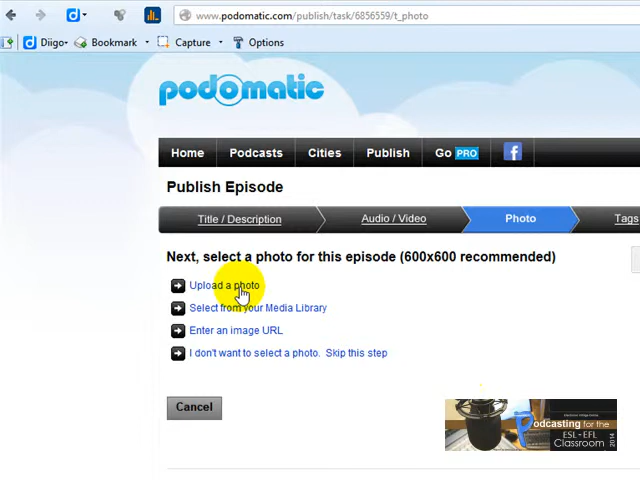 www.podomatic.com/publish/task/6856559/t_photo
Diigo Bookmark Capture Options
podomatic
Home Podcasts Cities Publish Go PRO f
Publish Episode
Title / Description Audio / Video Photo Tags
Next, select a photo for this episode (600x600 recommended)
Upload a photo
Select from your Media Library
Enter an image URL
I don't want to select a photo. Skip this step
Cancel
Podcasting for the
ESL - EFL
Classroom 2014